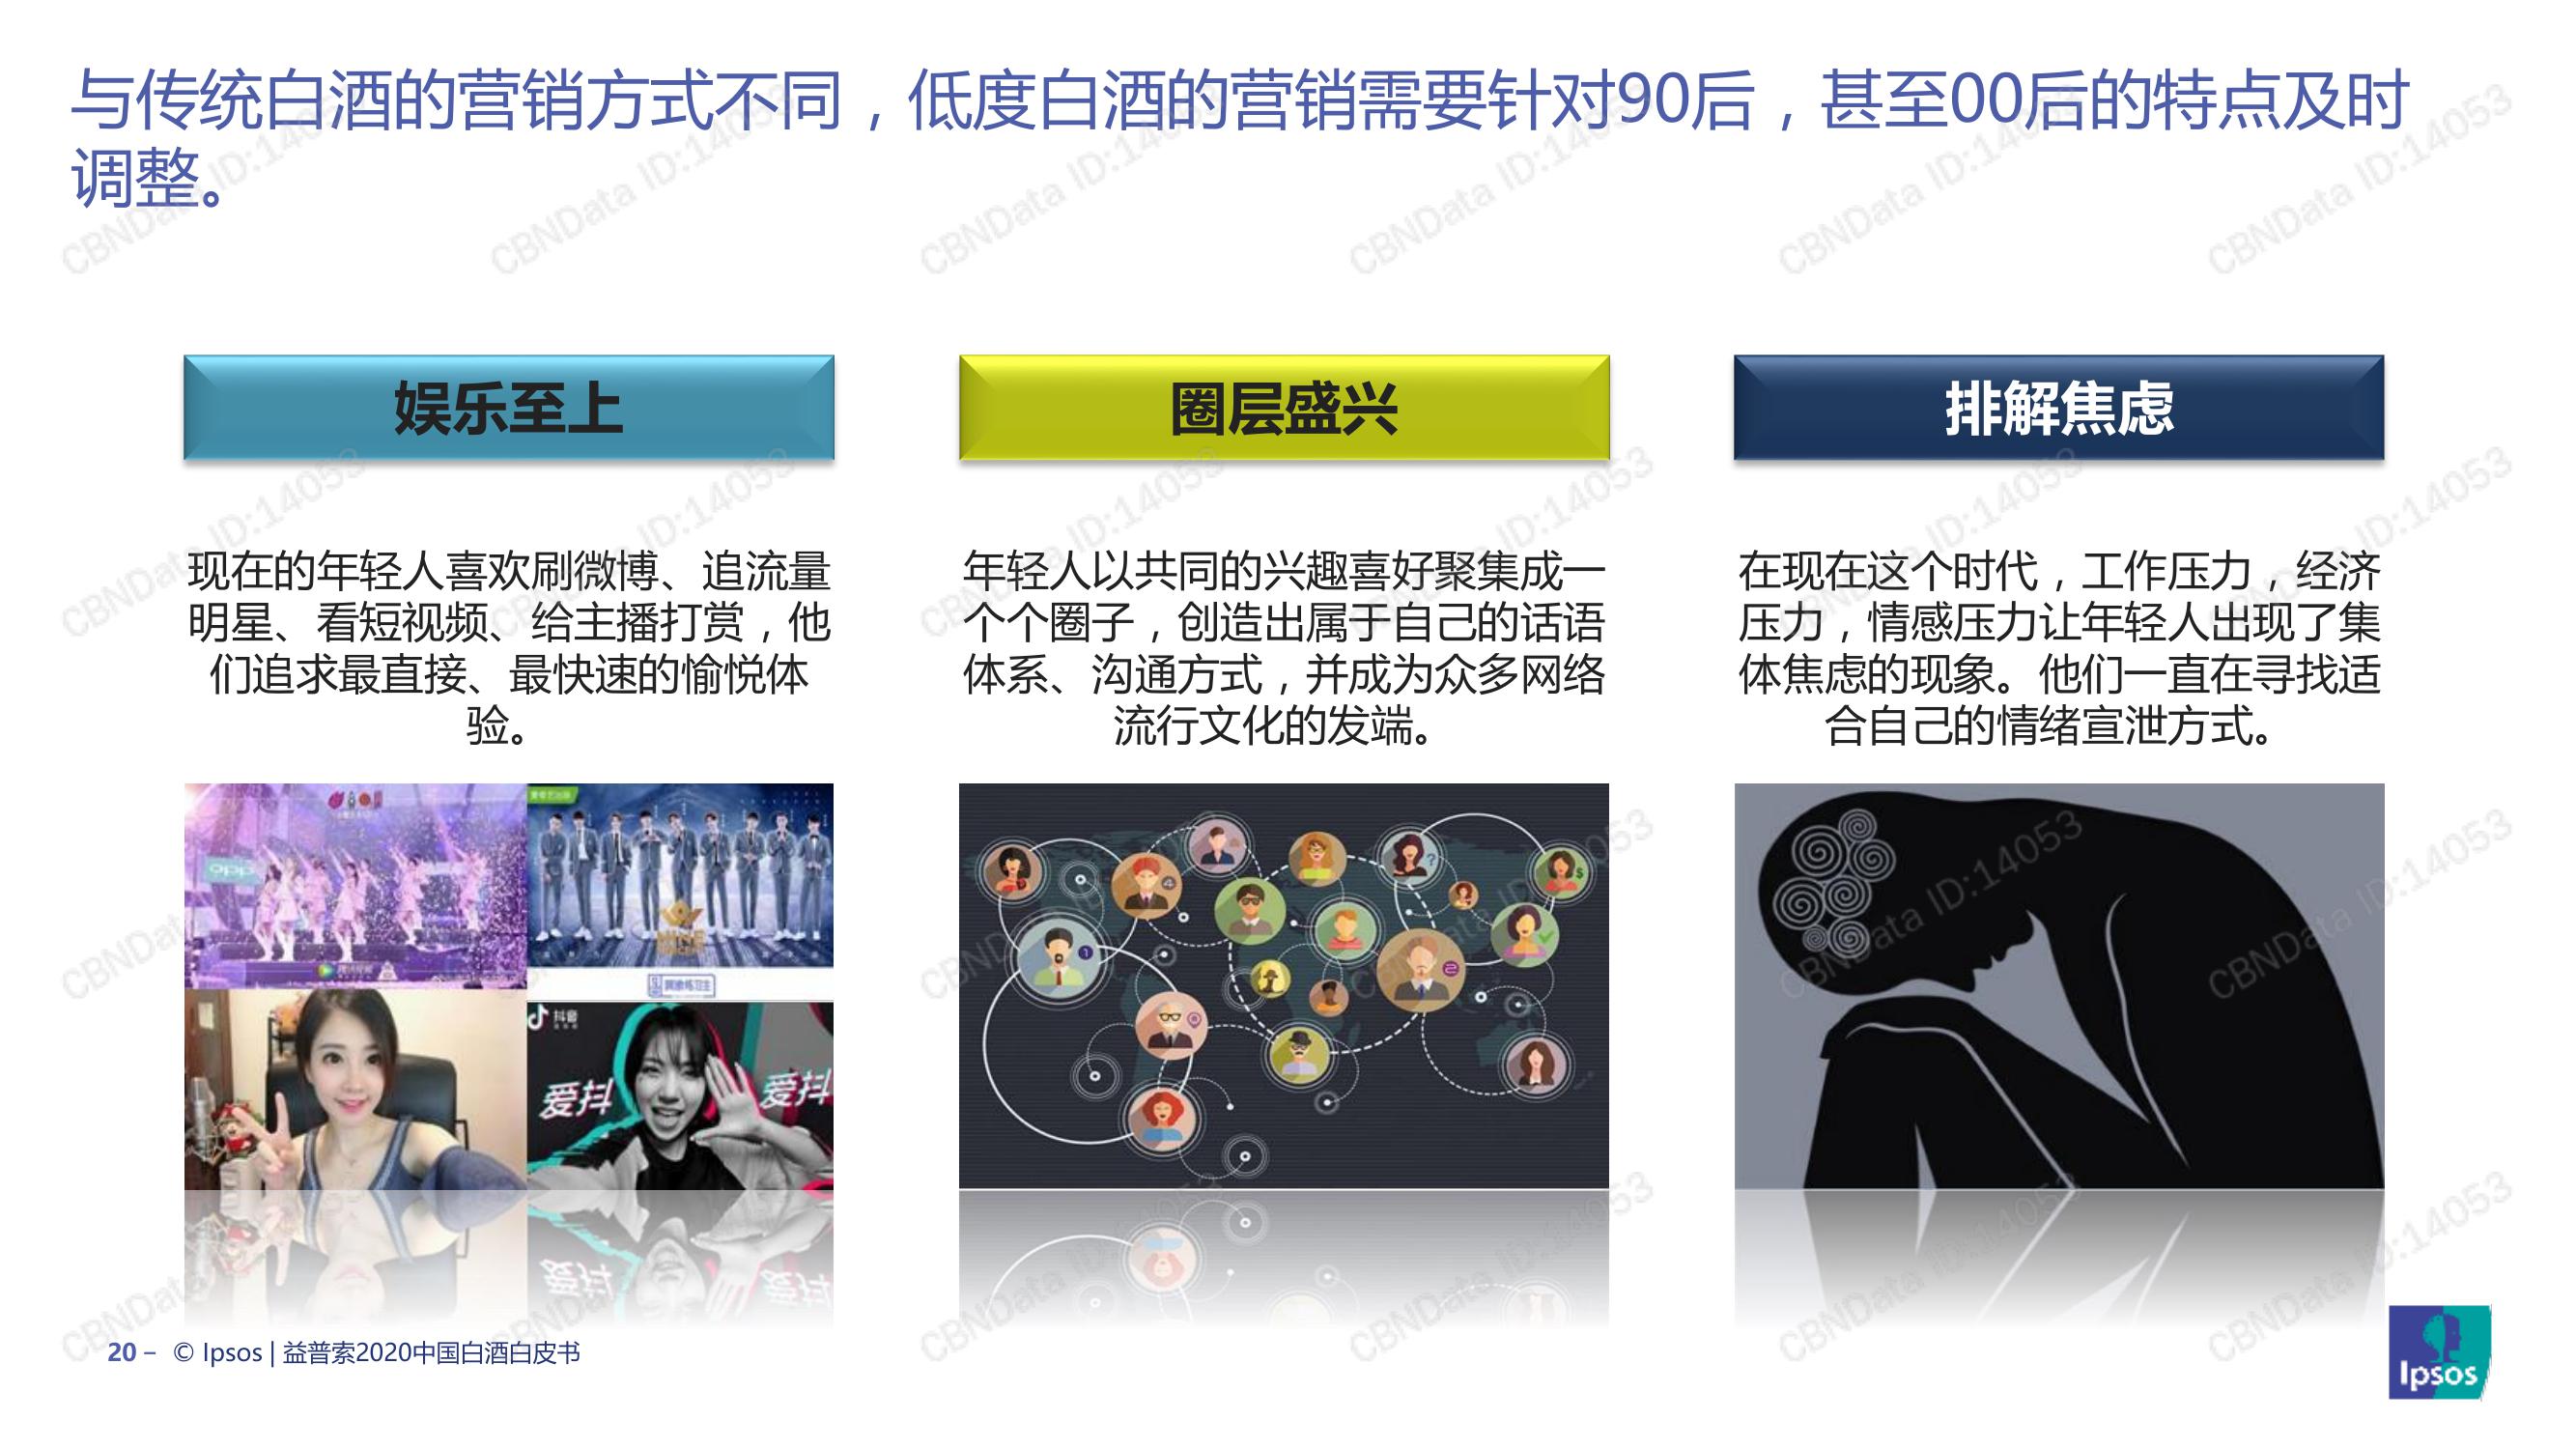 与传统白酒的营销方式不同，低度白酒的营销需要针对90后，甚至00后的特点及时
调整。
娱乐至上
现在的年轻人喜欢刷微博、追流量
明星、看短视频、给主播打赏，他
们追求最直接、最快速的愉悦体
验。
圈层盛兴
年轻人以共同的兴趣喜好聚集成一
个个圈子，创造出属于自己的话语
体系、沟通方式，并成为众多网络
流行文化的发端。
排解焦虑
在现在这个时代，工作压力，经济
压力，情感压力让年轻人出现了集
体焦虑的现象。他们一直在寻找适
合自己的情绪宣泄方式。
oppo
抖音
爱抖
爱抖
20 – © Ipsos | 益普索2020中国白酒白皮书
Ipsos
CBNData ID:14053